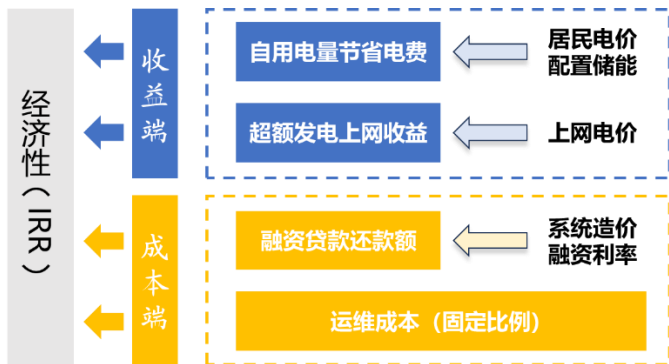 经济性（IRR）
收益端
自用电量节省电费
居民电价
配置储能
超额发电上网收益
上网电价
成本端
融资贷款还款额
系统造价
融资利率
运维成本（固定比例）